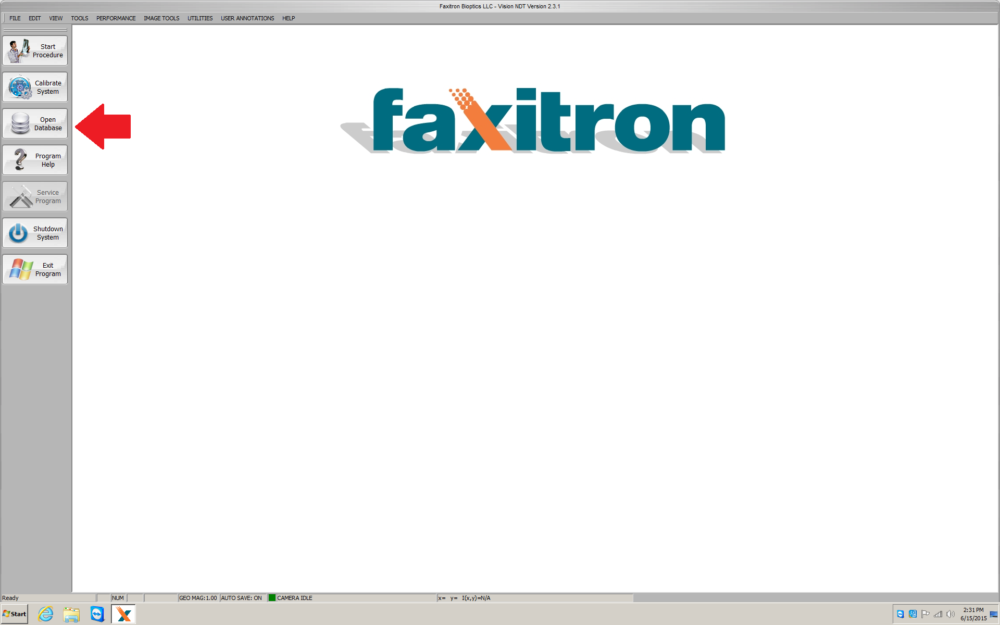 Faxitron Bioptics LLC - Vision NDT Version 2.3.1
FILE EDIT VIEW TOOLS PERFORMANCE IMAGE TOOLS UTILITIES USER ANNOTATIONS HELP
Start
Procedure
Calibrate
System
Open
Database
Program
Help
Service
Program
Shutdown
System
Exit
Program
faxitron
Ready NUM GEO MAG:1.00 AUTO SAVE: ON CAMERA IDLE x= y= I(x,y)=N/A
Start
2:31 PM
6/15/2015